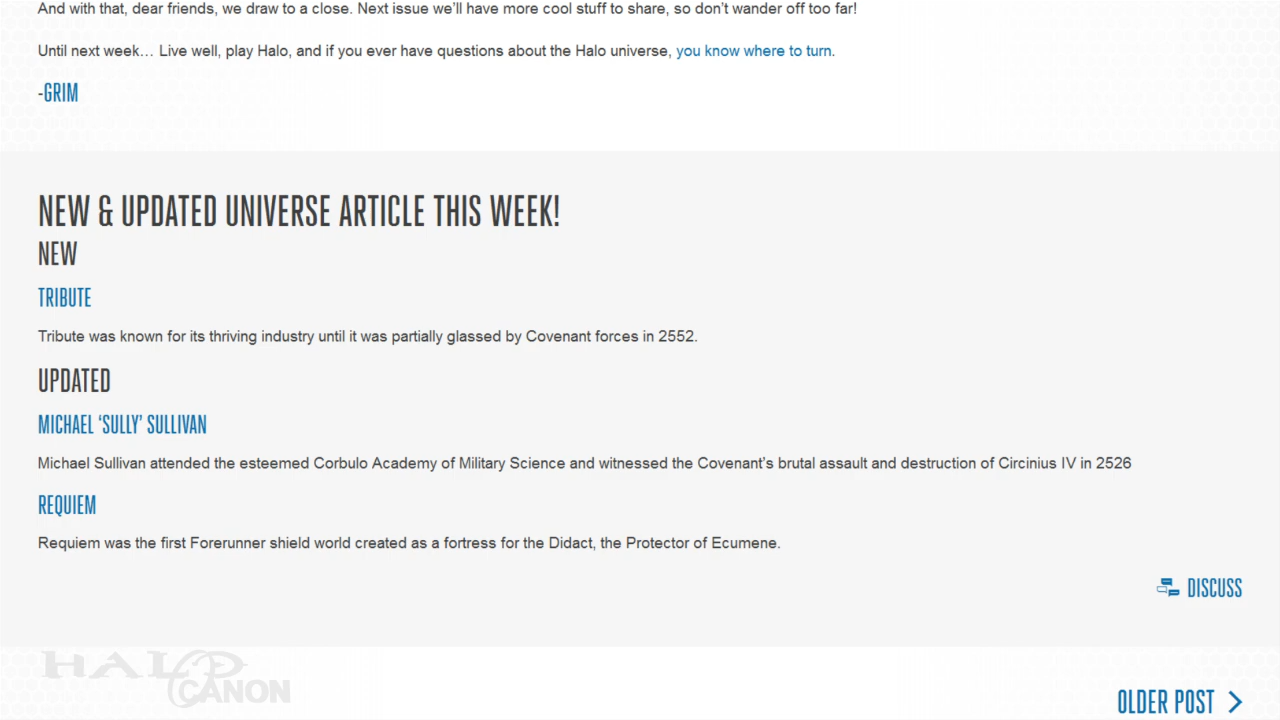 And with that, dear friends, we draw to a close. Next issue we’ll have more cool stuff to share, so don’t wander off too far!
Until next week… Live well, play Halo, and if you ever have questions about the Halo universe, you know where to turn.
-GRIM
NEW & UPDATED UNIVERSE ARTICLE THIS WEEK!
NEW
TRIBUTE
Tribute was known for its thriving industry until it was partially glassed by Covenant forces in 2552.
UPDATED
MICHAEL ‘SULLY’ SULLIVAN
Michael Sullivan attended the esteemed Corbulo Academy of Military Science and witnessed the Covenant’s brutal assault and destruction of Circinius IV in 2526
REQUIEM
Requiem was the first Forerunner shield world created as a fortress for the Didact, the Protector of Ecumene.
DISCUSS
HALO
CANON
OLDER POST